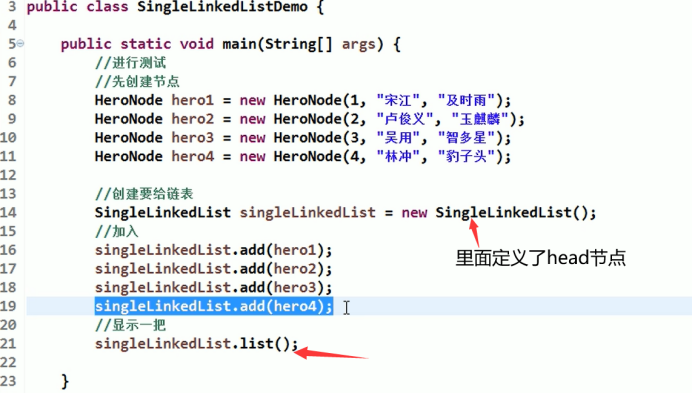 3 public class SingleLinkedListDemo {
4
5 public static void main(String[] args) {
6 //进行测试
7 //先创建节点
8 HeroNode hero1 = new HeroNode(1, "宋江", "及时雨");
9 HeroNode hero2 = new HeroNode(2, "卢俊义", "玉麒麟");
10 HeroNode hero3 = new HeroNode(3, "吴用", "智多星");
11 HeroNode hero4 = new HeroNode(4, "林冲", "豹子头");
12
13 //创建要给链表
14 SingleLinkedList singleLinkedList = new SingleLinkedList();
15 //加入
里面定义了head节点
16 singleLinkedList.add(hero1);
17 singleLinkedList.add(hero2);
18 singleLinkedList.add(hero3);
19 singleLinkedList.add(hero4);
20 //显示一把
21 singleLinkedList.list();
22
23 }